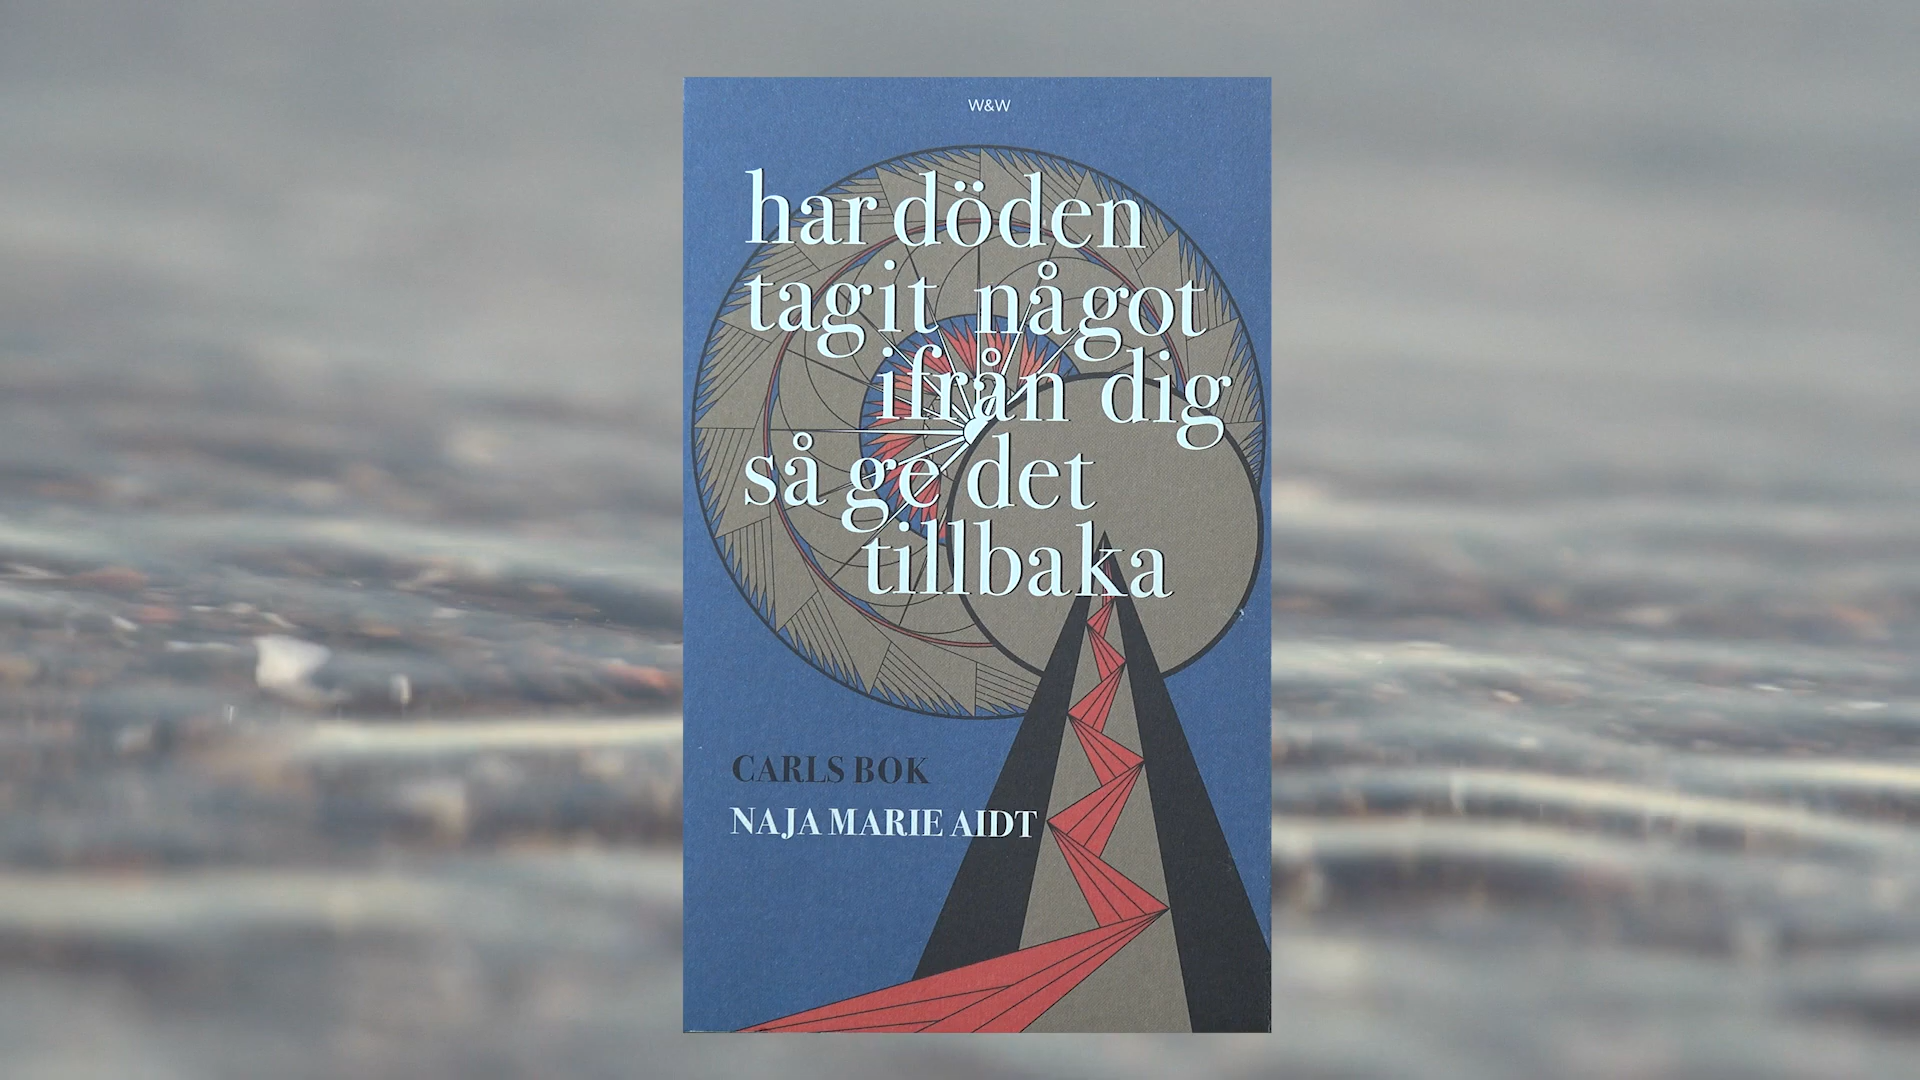 W&W
har döden
tagit något
ifrån dig
så ge det
tillbaka
CARLS BOK
NAJA MARIE AIDT